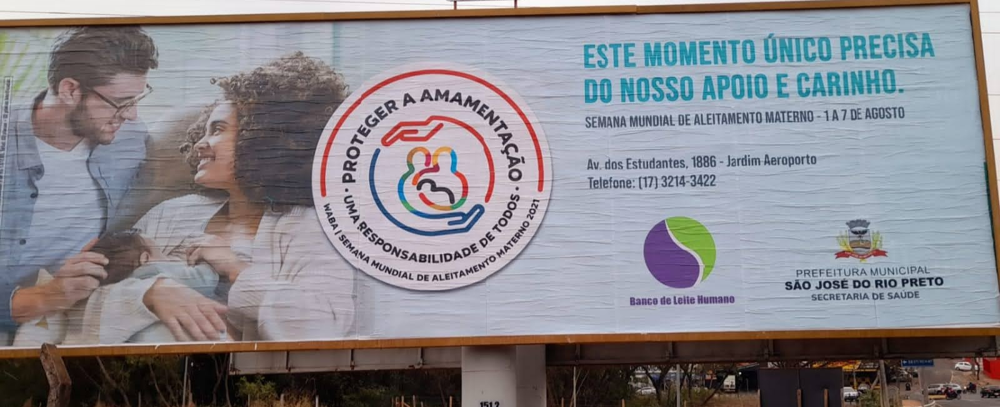 ESTE MOMENTO ÚNICO PRECISA
DO NOSSO APOIO E CARINHO.
SEMANA MUNDIAL DE ALEITAMENTO MATERNO - 1 A 7 DE AGOSTO
Av. dos Estudantes, 1886 - Jardim Aeroporto
Telefone: (17) 3214-3422
· PROTEGER A AMAMENTAÇÃO ·
UMA RESPONSABILIDADE DE TODOS
WABA | SEMANA MUNDIAL DE ALEITAMENTO MATERNO 2021
Banco de Leite Humano
PREFEITURA MUNICIPAL
SÃO JOSÉ DO RIO PRETO
SECRETARIA DE SAÚDE
1512